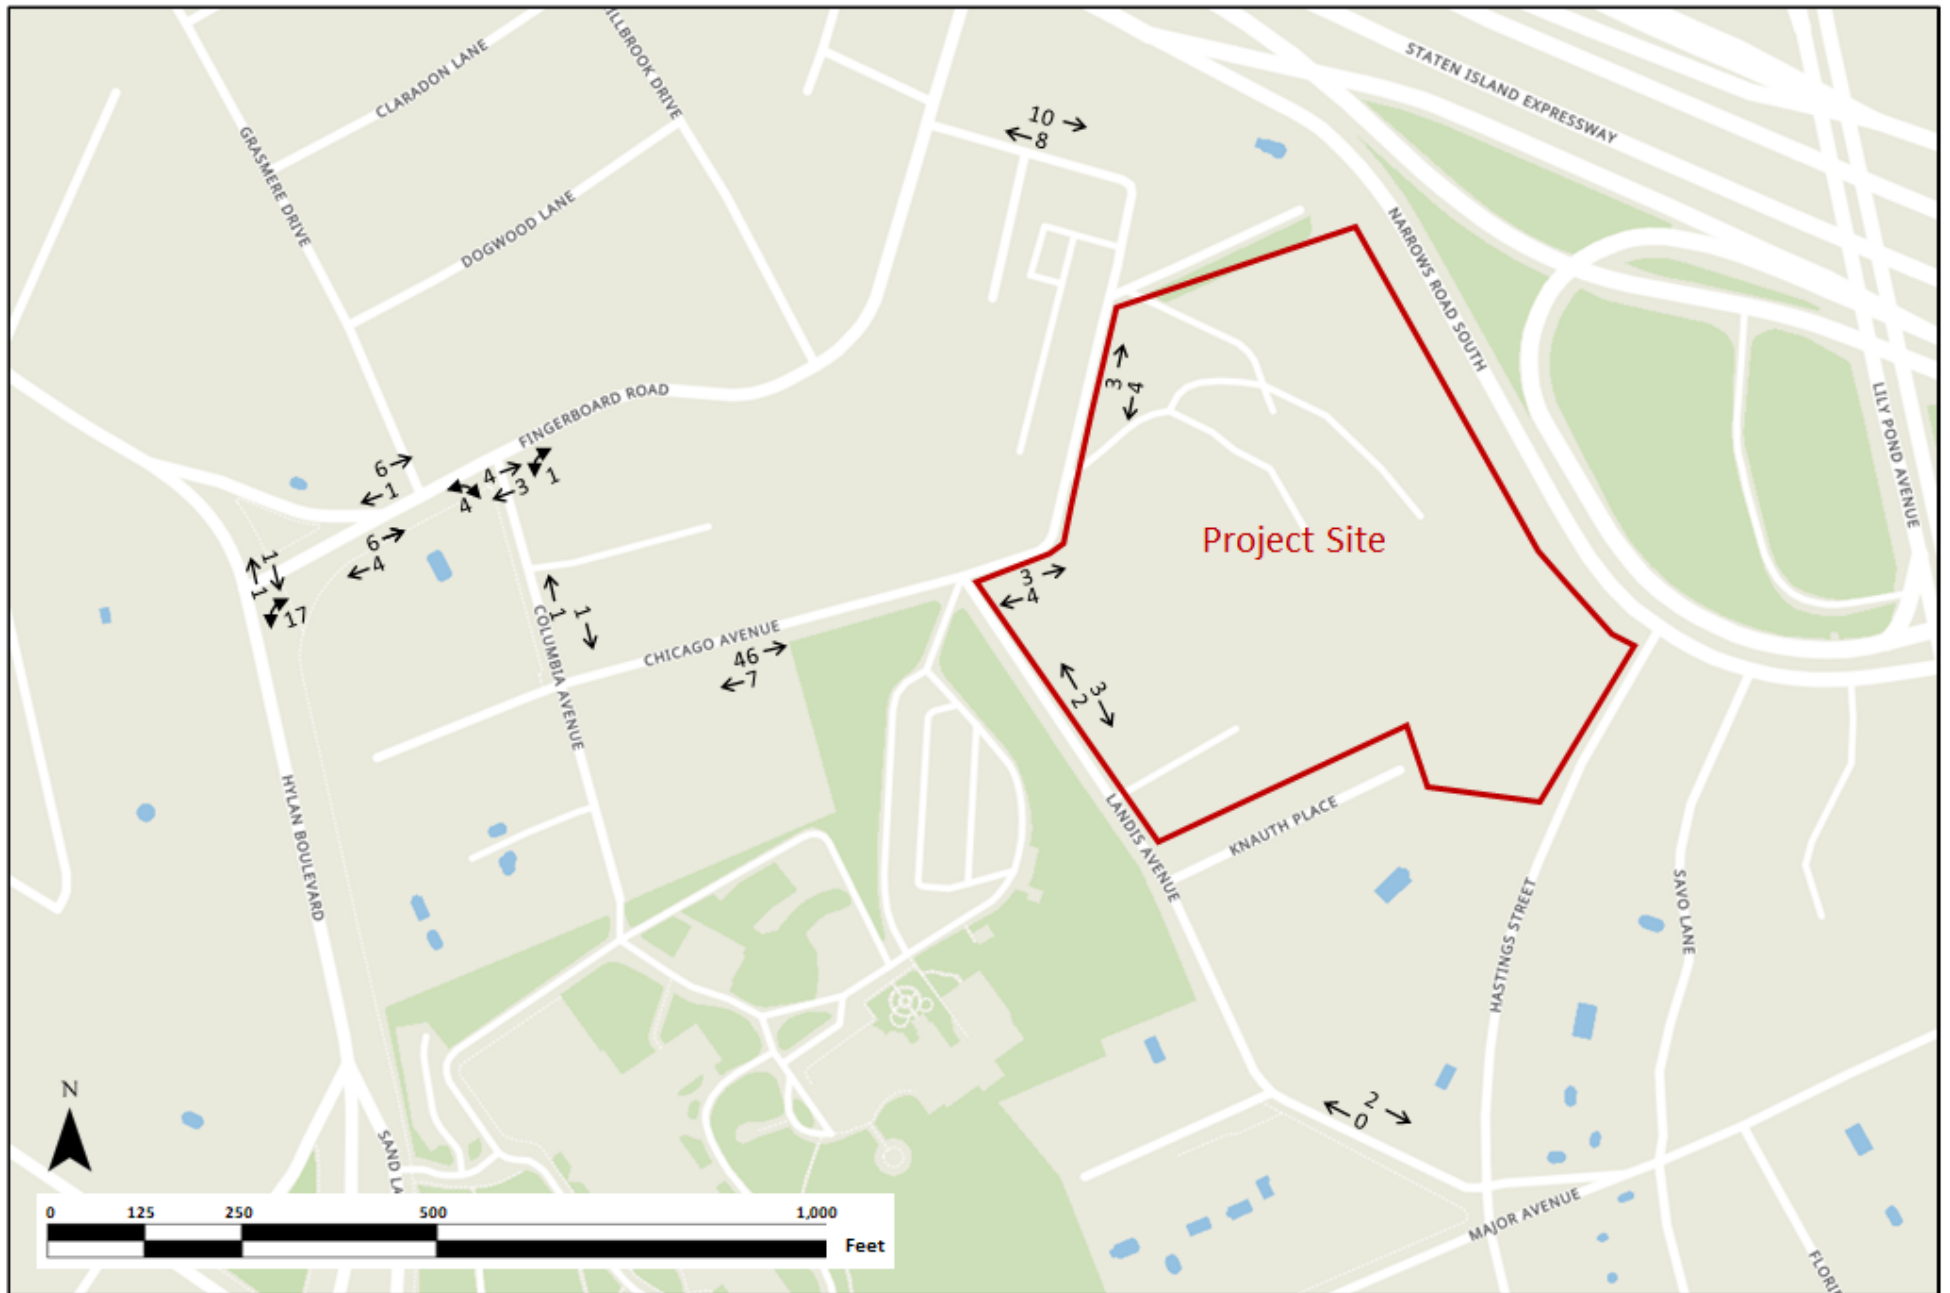 ILLBROOK DRIVE
CLARADON LANE
STATEN ISLAND EXPRESSWAY
10
8
GRASMERE DRIVE
DOGWOOD LANE
NARROWS ROAD SOUTH
LILY POND AVENUE
3
4
FINGERBOARD ROAD
6
1
4
3
1
4
6
4
Project Site
1
1
17
3
4
1
1
COLUMBIA AVENUE
CHICAGO AVENUE
46
7
3
2
HYLAN BOULEVARD
LANDIS AVENUE
KNAUTH PLACE
HASTINGS STREET
SAVO LANE
N
2
0
SAND LA
MAJOR AVENUE
FLORI
0 125 250 500 1,000
Feet